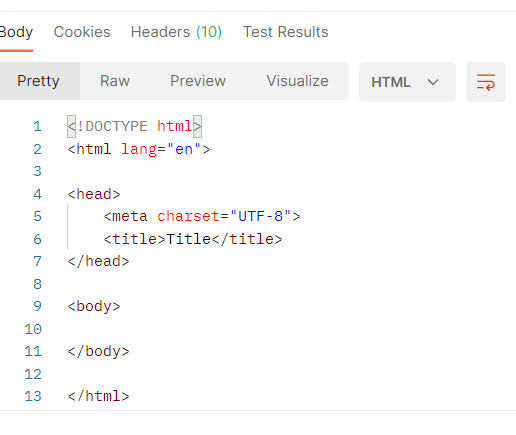 Body Cookies Headers (10) Test Results
Pretty Raw Preview Visualize HTML
1 <!DOCTYPE html>
2 <html lang="en">
3
4 <head>
5     <meta charset="UTF-8">
6     <title>Title</title>
7 </head>
8
9 <body>
10
11 </body>
12
13 </html>